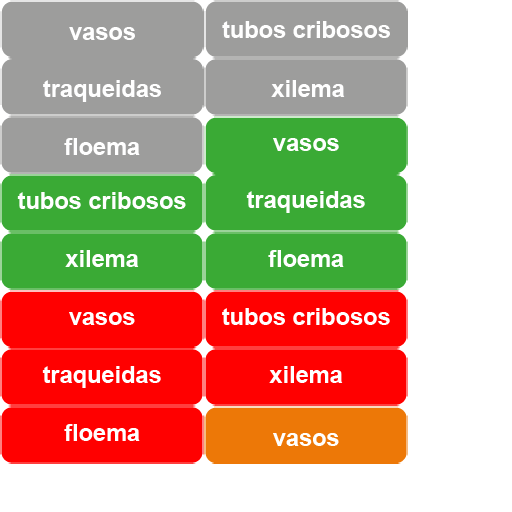 vasos
tubos cribosos
traqueidas
xilema
floema
vasos
tubos cribosos
traqueidas
xilema
floema
vasos
tubos cribosos
traqueidas
xilema
floema
vasos